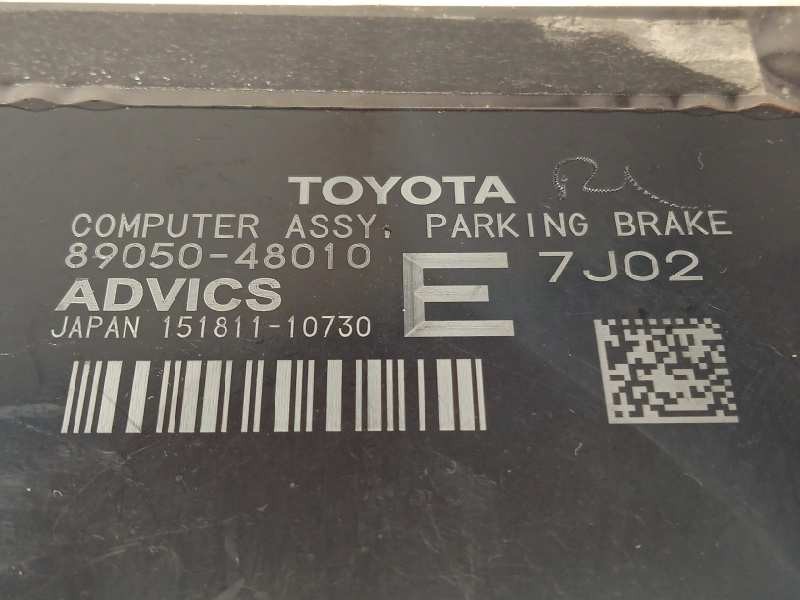 TOYOTA
COMPUTER ASSY, PARKING BRAKE
89050-48010
ADVICS E 7J02
JAPAN 151811-10730